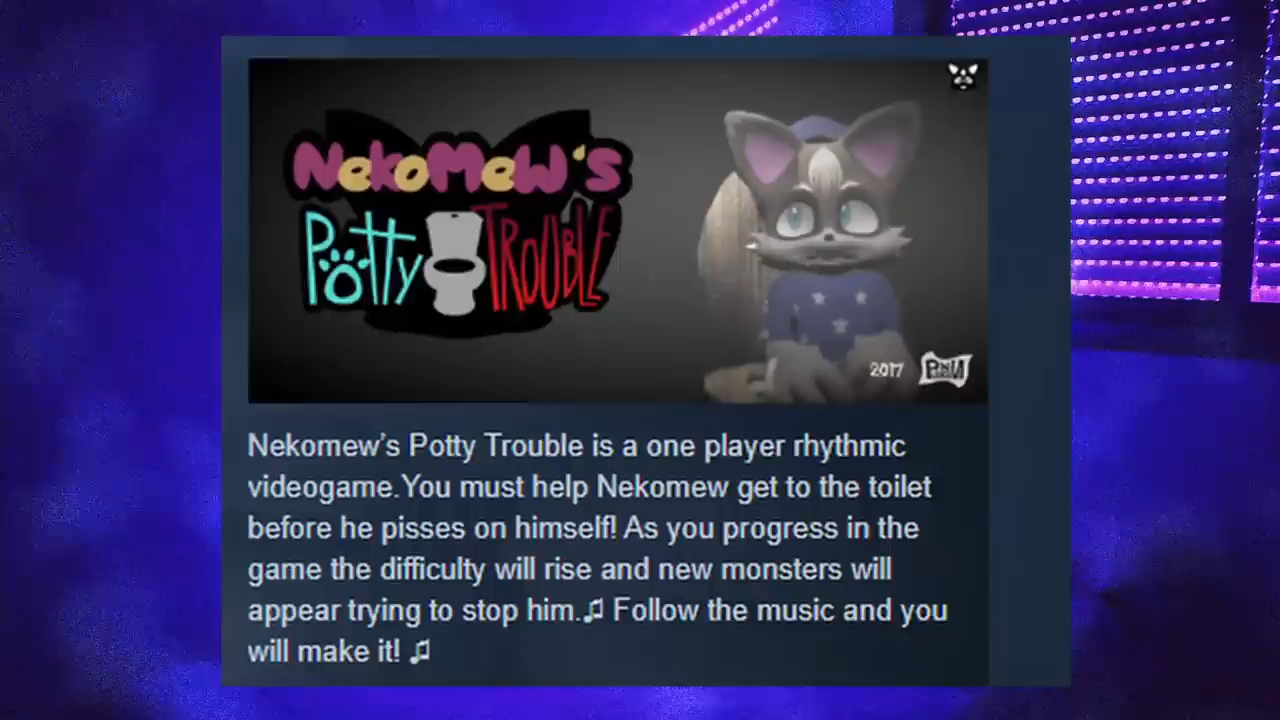 NekoMeW's
Potty TROUBLE
2017
Nekomew's Potty Trouble is a one player rhythmic
videogame.You must help Nekomew get to the toilet
before he pisses on himself! As you progress in the
game the difficulty will rise and new monsters will
appear trying to stop him.♫ Follow the music and you
will make it! ♫